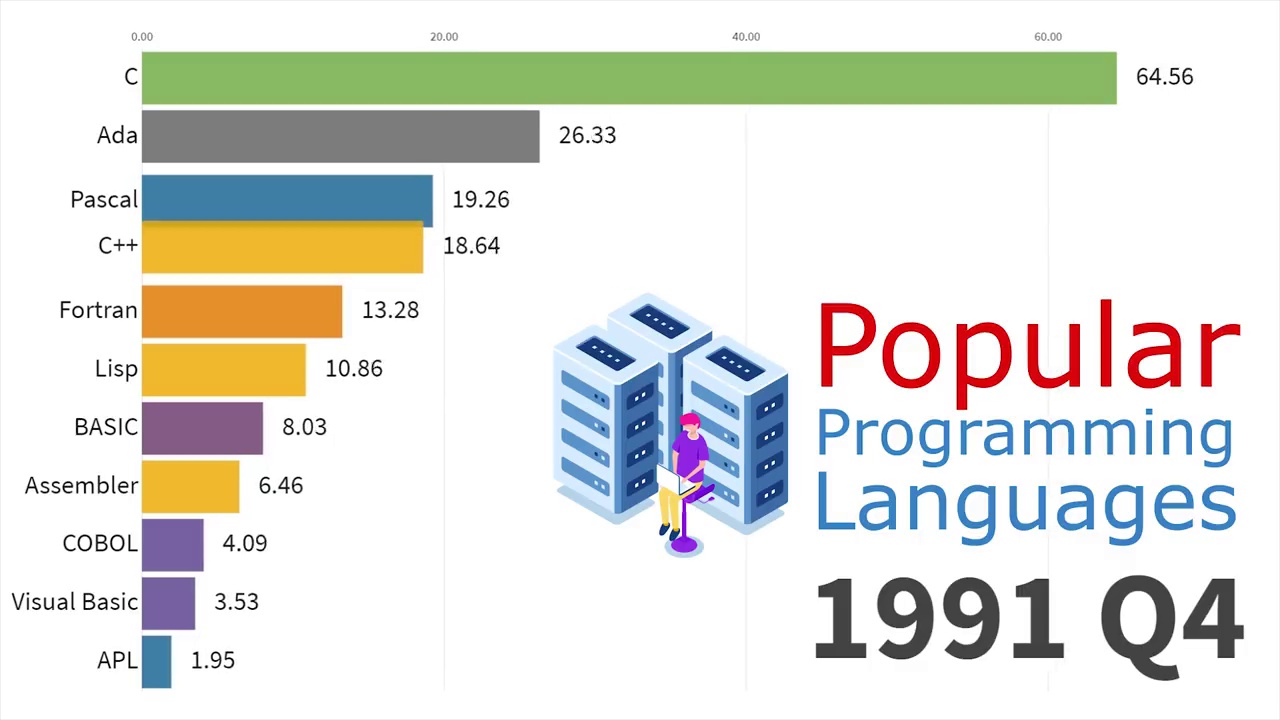 0.00 20.00 40.00 60.00
C 64.56
Ada 26.33
Pascal 19.26
C++ 18.64
Fortran 13.28
Lisp 10.86
BASIC 8.03
Assembler 6.46
COBOL 4.09
Visual Basic 3.53
APL 1.95
Popular
Programming
Languages
1991 Q4